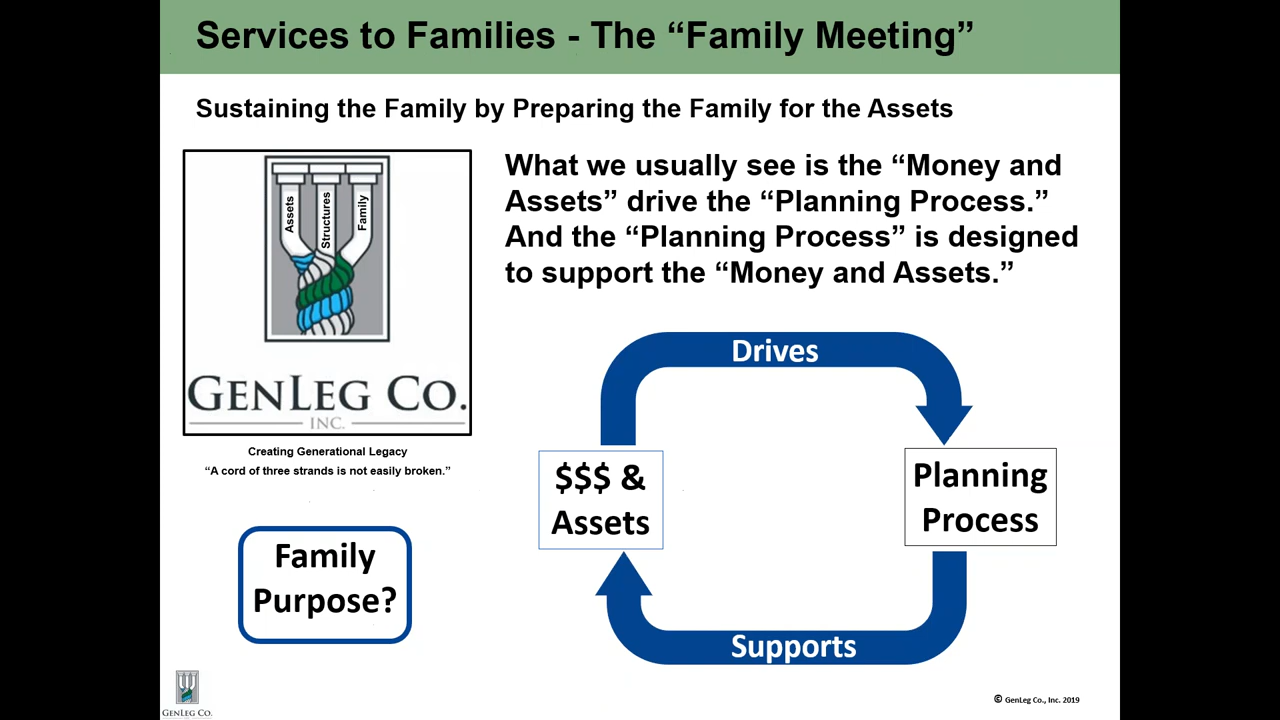 Services to Families - The “Family Meeting”
Sustaining the Family by Preparing the Family for the Assets
Assets
Structures
Family
GENLEG CO.
INC.
Creating Generational Legacy
“A cord of three strands is not easily broken.”
What we usually see is the “Money and
Assets” drive the “Planning Process.”
And the “Planning Process” is designed
to support the “Money and Assets.”
Drives
$$$ &
Assets
Planning
Process
Supports
Family
Purpose?
GENLEG CO.
© GenLeg Co., Inc. 2019